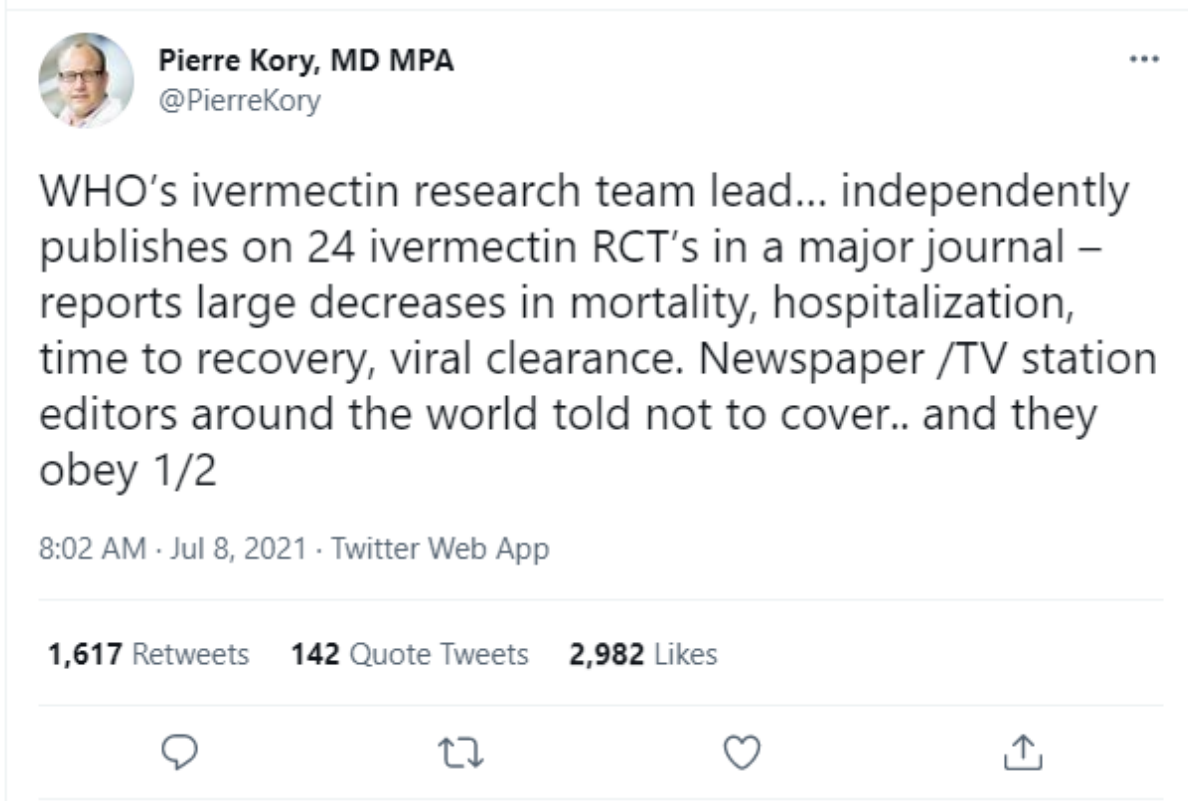 Pierre Kory, MD MPA
@PierreKory
WHO’s ivermectin research team lead... independently
publishes on 24 ivermectin RCT’s in a major journal –
reports large decreases in mortality, hospitalization,
time to recovery, viral clearance. Newspaper /TV station
editors around the world told not to cover.. and they
obey 1/2
8:02 AM · Jul 8, 2021 · Twitter Web App
1,617 Retweets 142 Quote Tweets 2,982 Likes